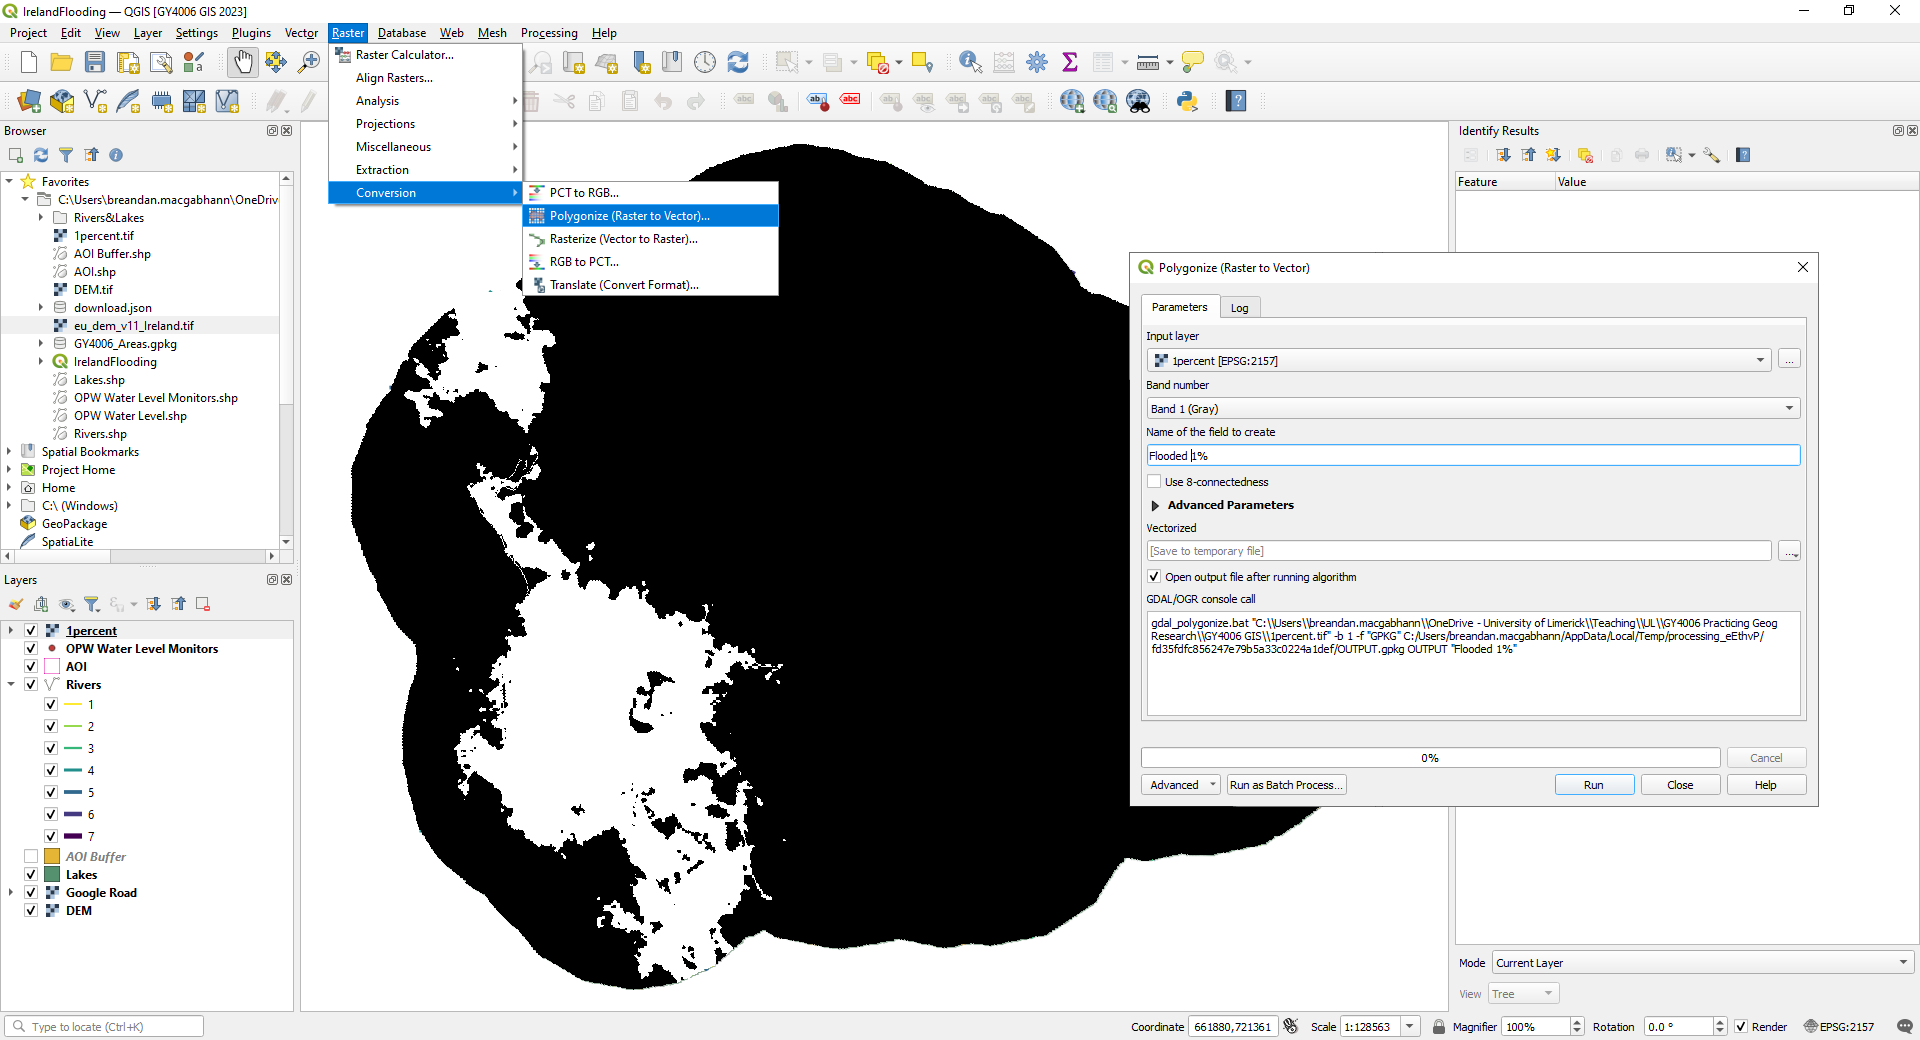 IrelandFlooding — QGIS [GY4006 GIS 2023]
Project Edit View Layer Settings Plugins Vector Raster Database Web Mesh Processing Help
Raster Calculator...
Align Rasters...
Analysis
Projections
Miscellaneous
Extraction
Conversion
PCT to RGB...
Polygonize (Raster to Vector)...
Rasterize (Vector to Raster)...
RGB to PCT...
Translate (Convert Format)...
Browser
Favorites
C:\Users\breandan.macgabhann\OneDriv
Rivers&Lakes
1percent.tif
AOI Buffer.shp
AOI.shp
DEM.tif
download.json
eu_dem_v11_Ireland.tif
GY4006_Areas.gpkg
IrelandFlooding
Lakes.shp
OPW Water Level Monitors.shp
OPW Water Level.shp
Rivers.shp
Spatial Bookmarks
Project Home
Home
C:\ (Windows)
GeoPackage
SpatiaLite
Layers
1percent
OPW Water Level Monitors
AOI
Rivers
1
2
3
4
5
6
7
AOI Buffer
Lakes
Google Road
DEM
Identify Results
Feature Value
Polygonize (Raster to Vector)
Parameters Log
Input layer
1percent [EPSG:2157]
...
Band number
Band 1 (Gray)
Name of the field to create
Flooded 1%
Use 8-connectedness
Advanced Parameters
Vectorized
[Save to temporary file]
...
Open output file after running algorithm
GDAL/OGR console call
gdal_polygonize.bat "C:\\Users\\breandan.macgabhann\\OneDrive - University of Limerick\\Teaching\\UL\\GY4006 Practicing Geog
Research\\GY4006 GIS\\1percent.tif" -b 1 -f "GPKG" C:/Users/breandan.macgabhann/AppData/Local/Temp/processing_eEthvP/
fd35fdfc856247e79b5a33c0224a1def/OUTPUT.gpkg OUTPUT "Flooded 1%"
0%
Cancel
Advanced Run as Batch Process... Run Close Help
Mode Current Layer
View Tree
Type to locate (Ctrl+K)
Coordinate 661880,721361 Scale 1:128563 Magnifier 100% Rotation 0.0 ° Render EPSG:2157